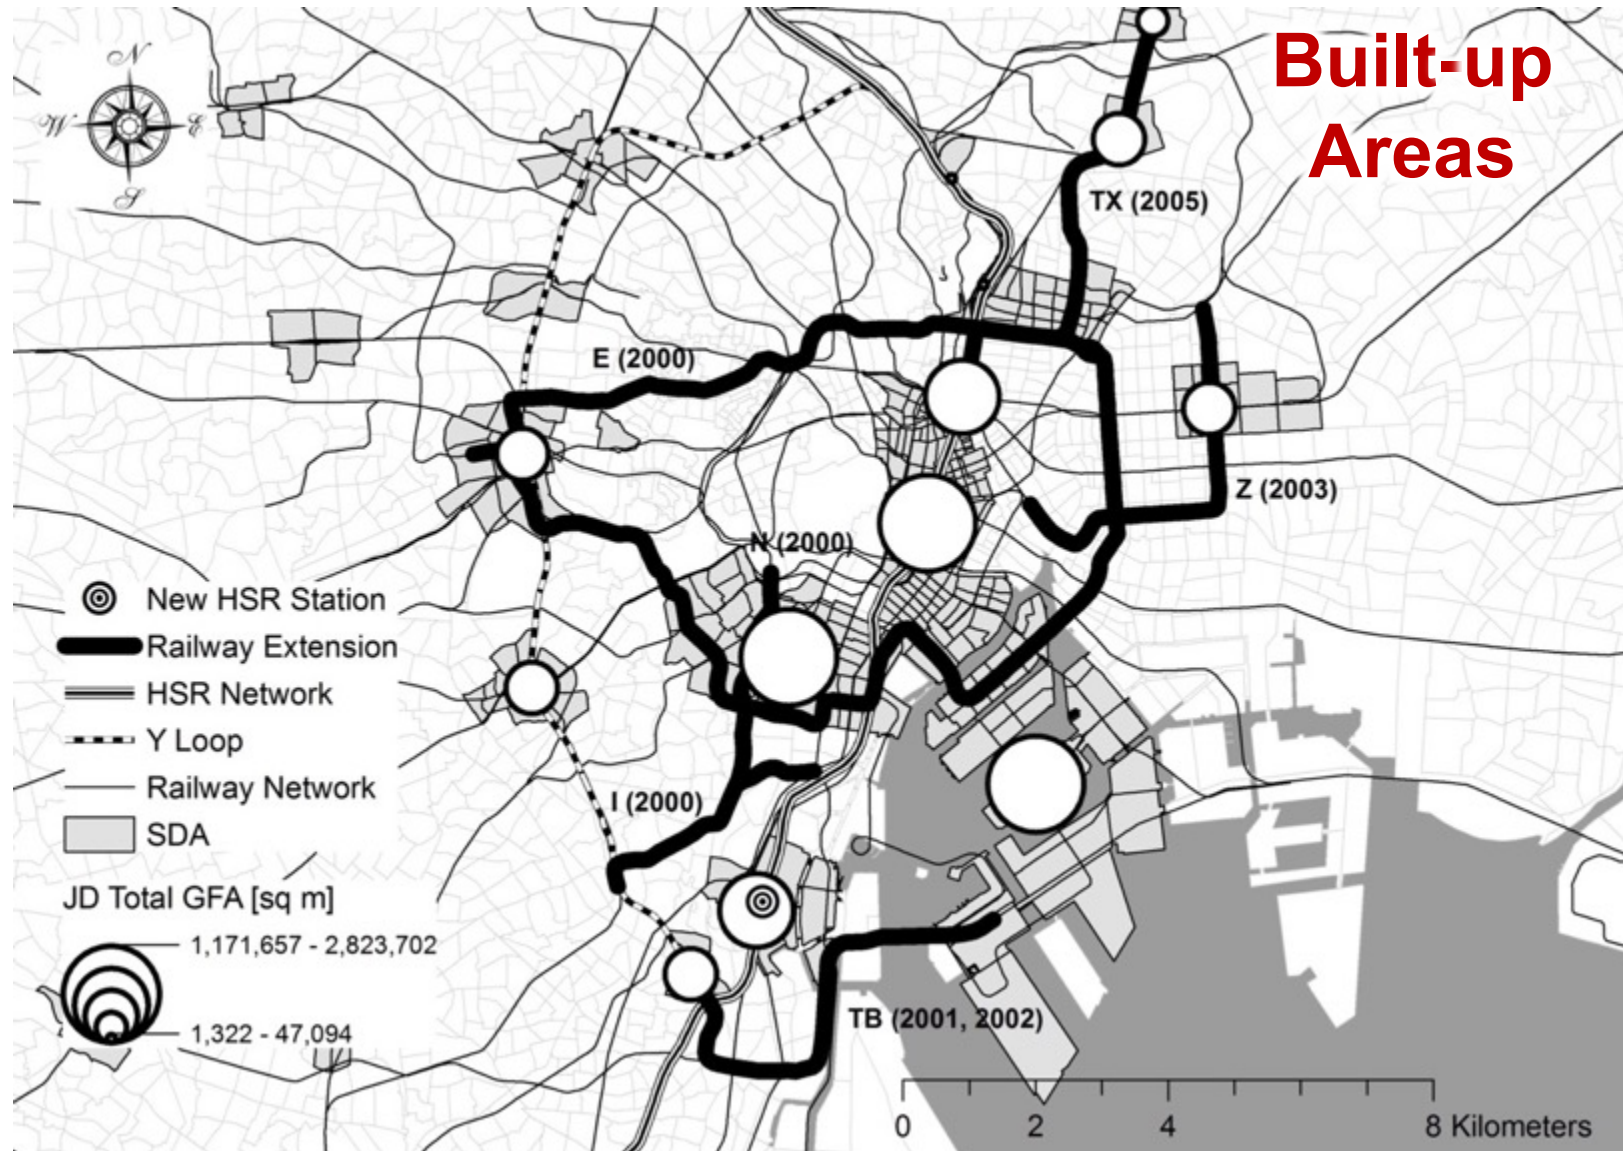 Built-up
Areas
N
W
E
S
TX (2005)
E (2000)
Z (2003)
N (2000)
I (2000)
TB (2001, 2002)
New HSR Station
Railway Extension
HSR Network
Y Loop
Railway Network
SDA
JD Total GFA [sq m]
1,171,657 - 2,823,702
1,322 - 47,094
0 2 4 8 Kilometers